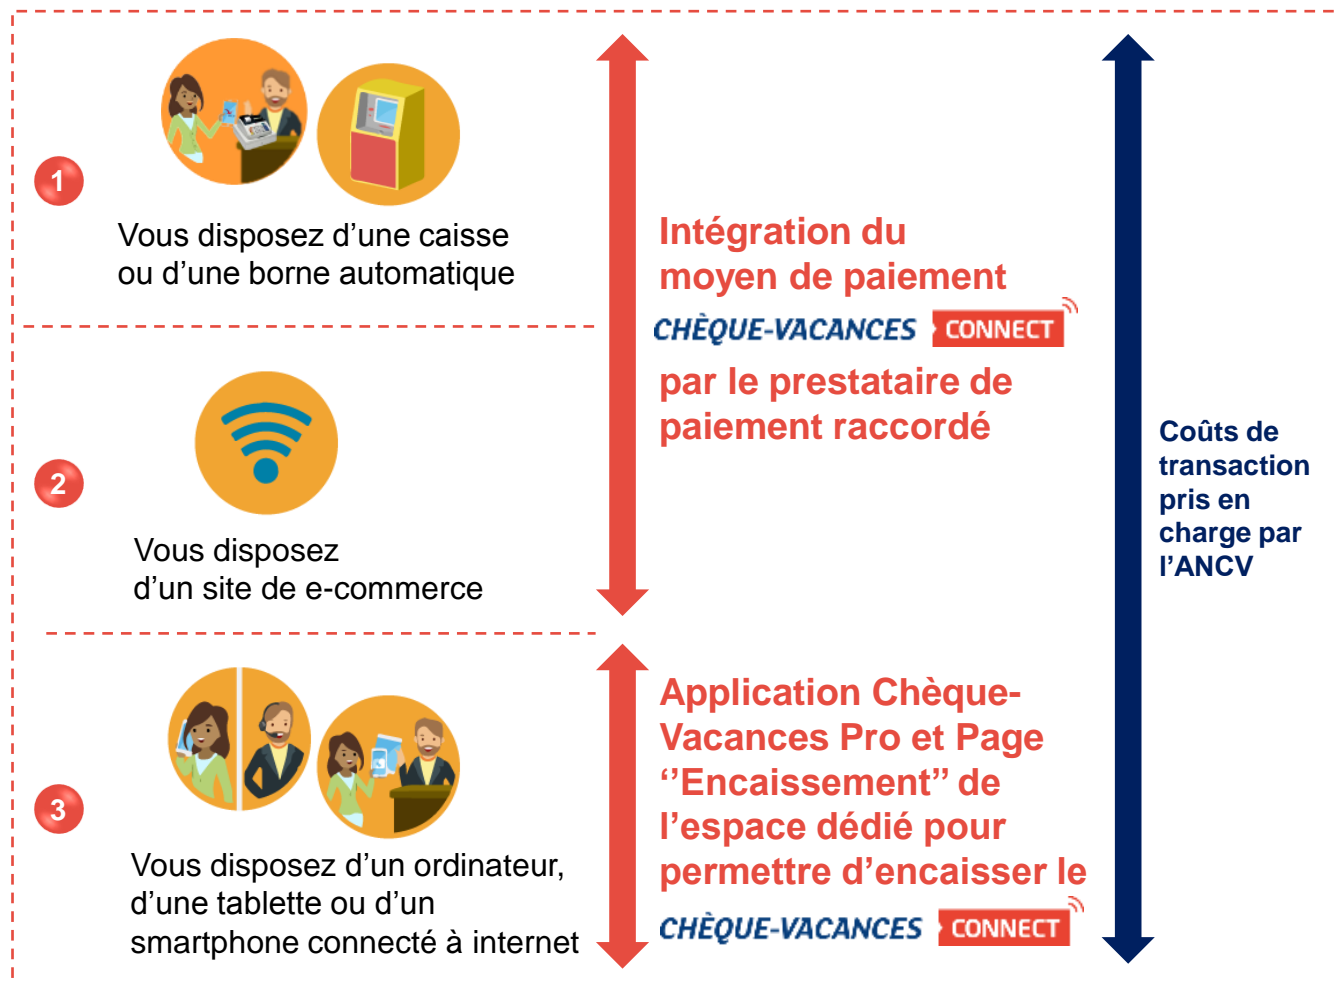 1
Vous disposez d’une caisse
ou d’une borne automatique
2
Vous disposez
d’un site de e-commerce
3
Vous disposez d’un ordinateur,
d’une tablette ou d’un
smartphone connecté à internet
Intégration du
moyen de paiement
CHÈQUE-VACANCES CONNECT
par le prestataire de
paiement raccordé
Application Chèque-
Vacances Pro et Page
‘’Encaissement’’ de
l’espace dédié pour
permettre d’encaisser le
CHÈQUE-VACANCES CONNECT
Coûts de
transaction
pris en
charge par
l’ANCV